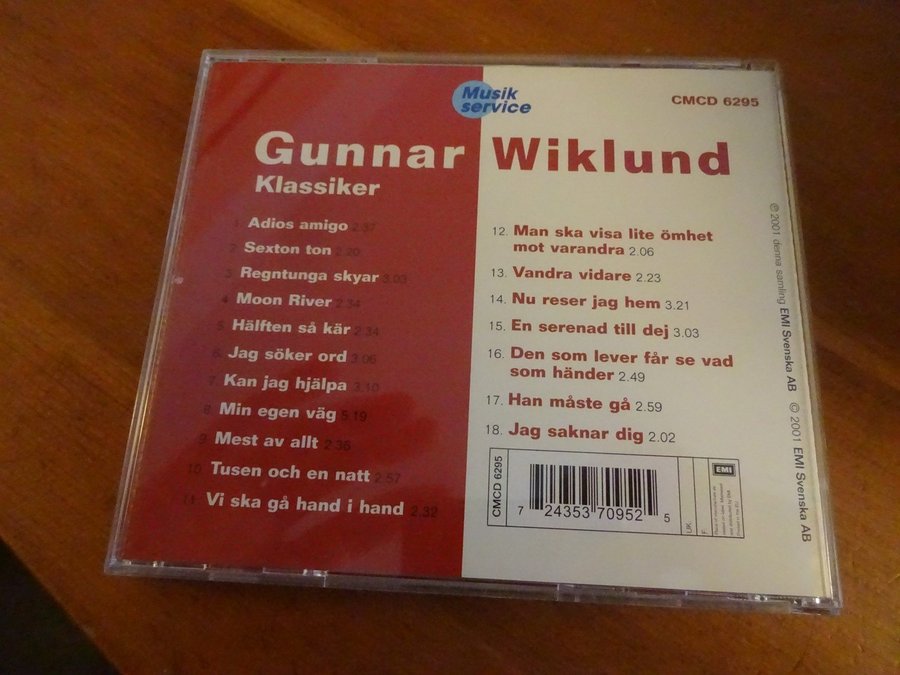 Musik
service
CMCD 6295
Gunnar Wiklund
Klassiker
1. Adios amigo 2.37
2. Sexton ton 2.20
3. Regntunga skyar 3.03
4. Moon River 2.34
5. Hälften så kär 2.34
6. Jag söker ord 3.06
7. Kan jag hjälpa 3.10
8. Min egen väg 5.19
9. Mest av allt 2.36
10. Tusen och en natt 2.57
11. Vi ska gå hand i hand 2.32
12. Man ska visa lite ömhet
mot varandra 2.06
13. Vandra vidare 2.23
14. Nu reser jag hem 3.21
15. En serenad till dej 3.03
16. Den som lever får se vad
som händer 2.49
17. Han måste gå 2.59
18. Jag saknar dig 2.02
CMCD 6295
7 24353 70952 5
UK:
F:
EMI
℗ 2001 denna samling EMI Svenska AB © 2001 EMI Svenska AB